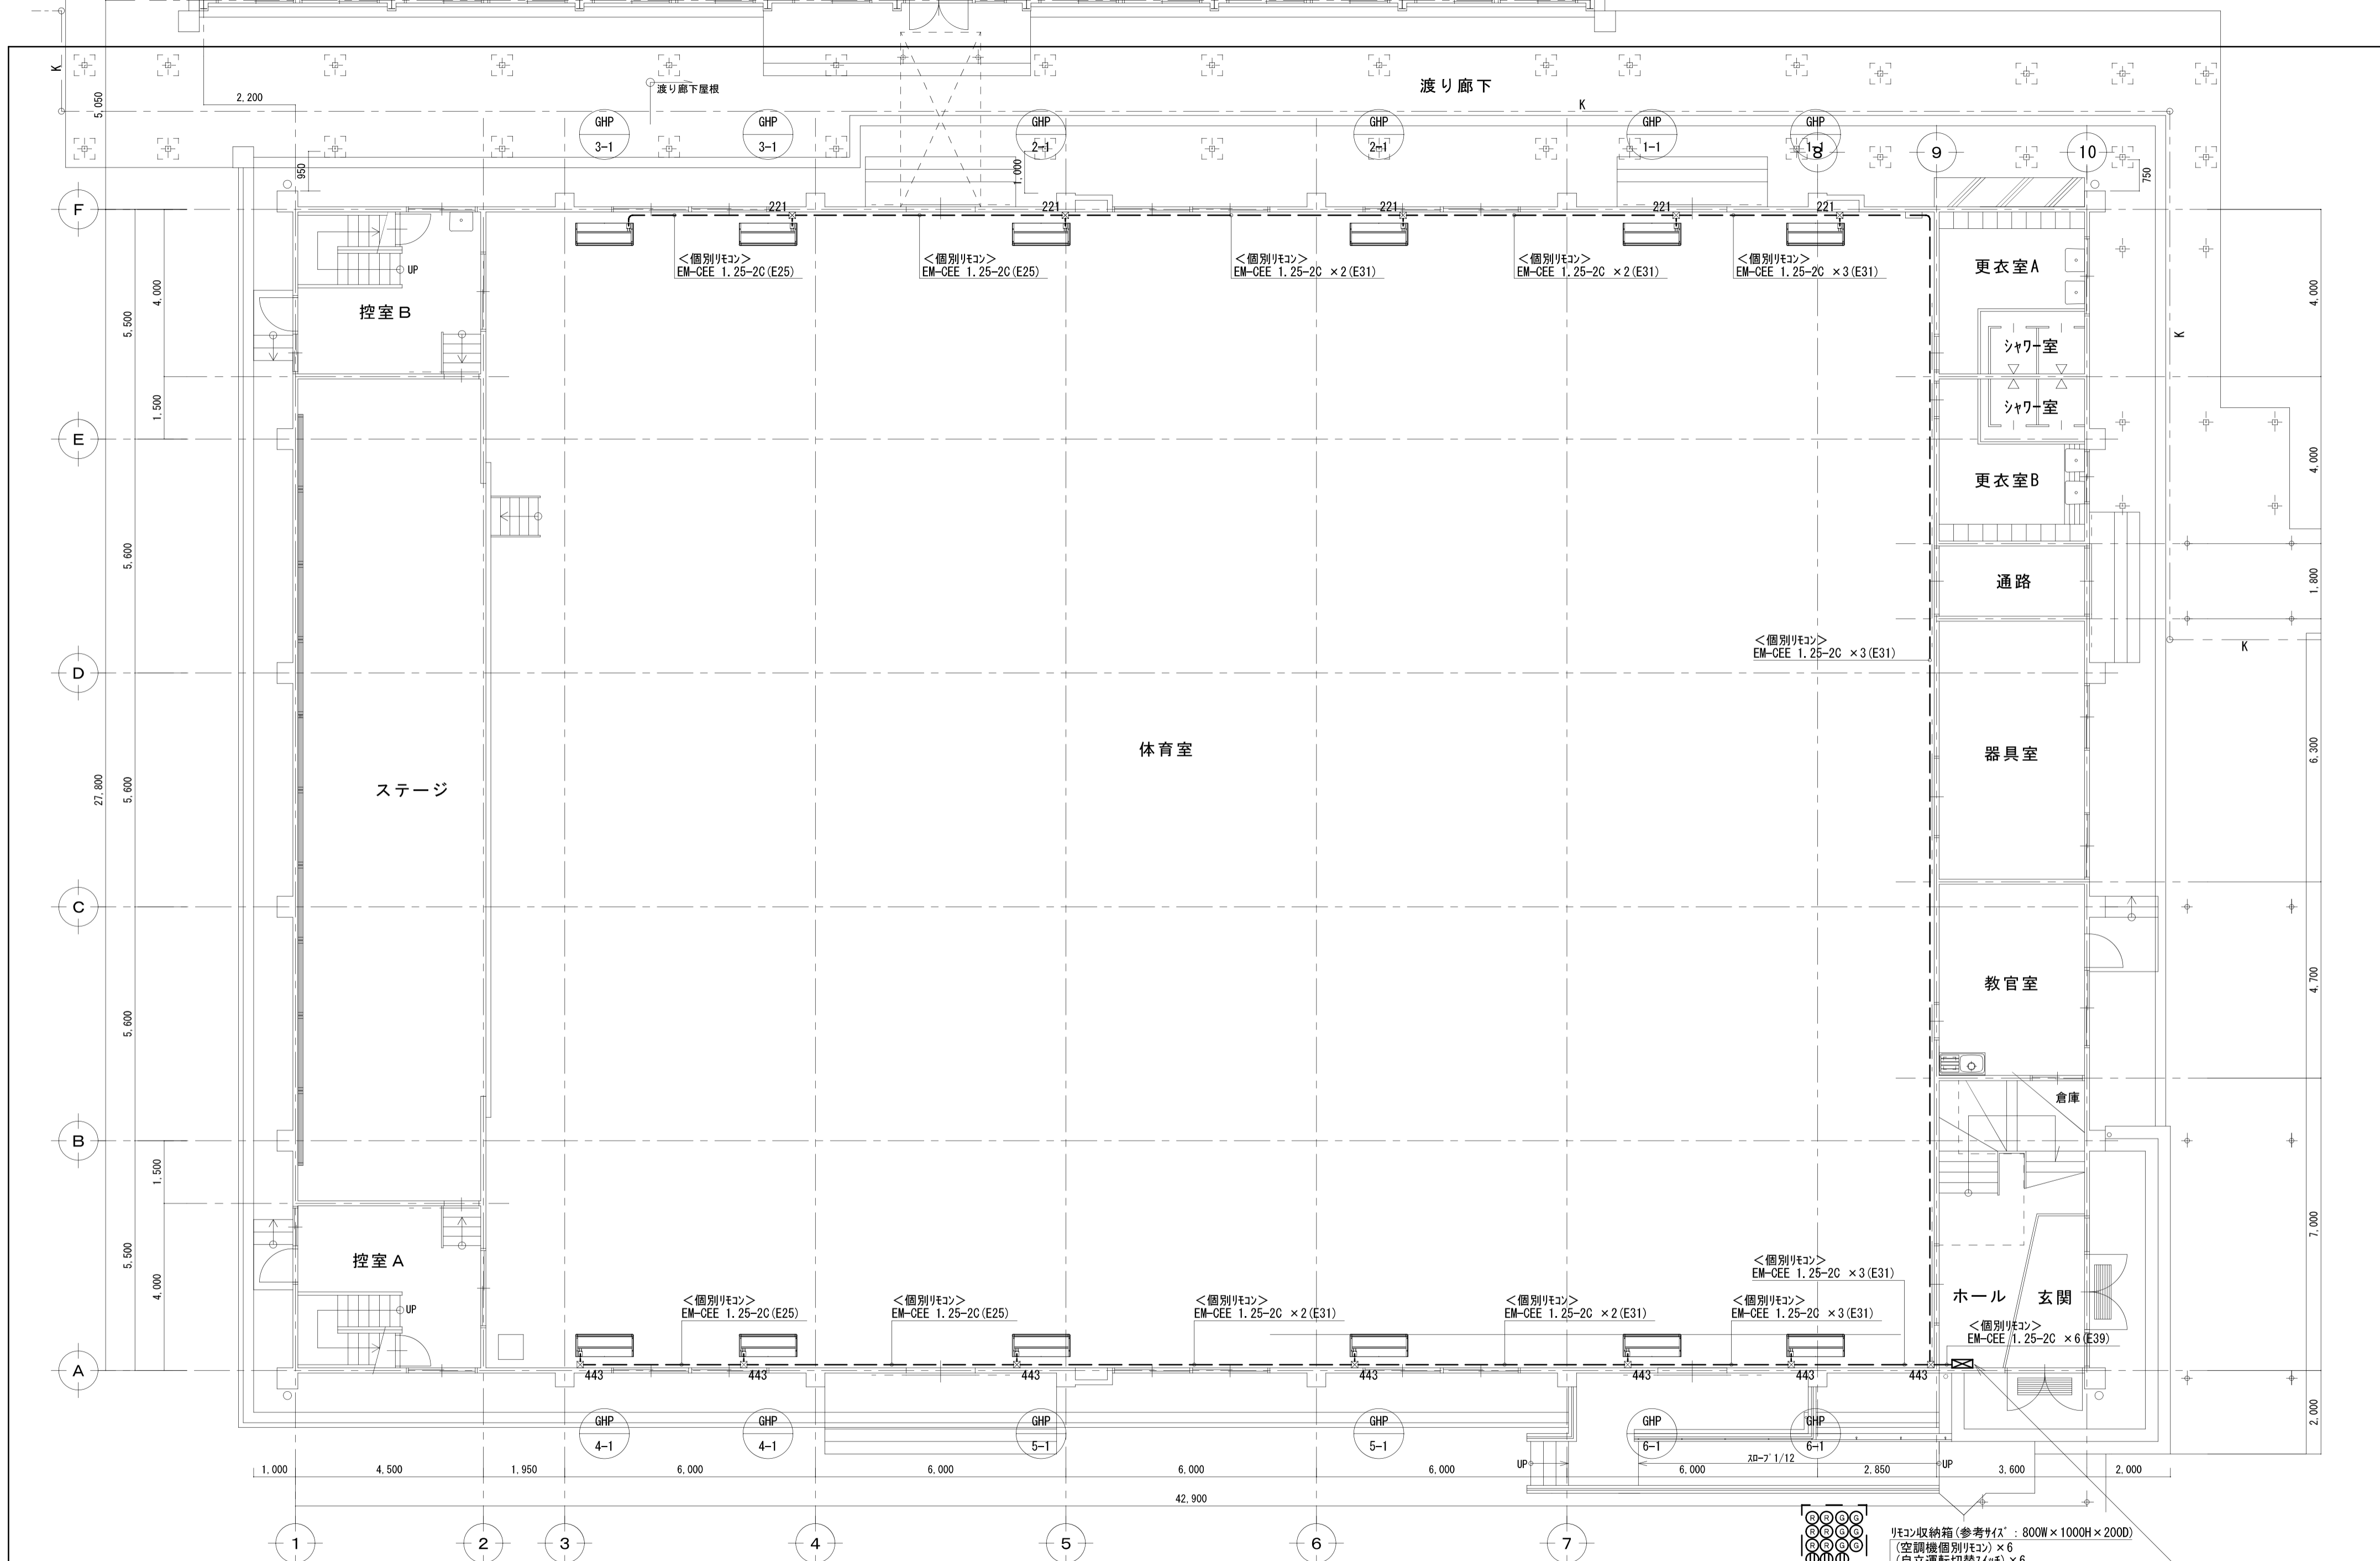 K
5,050
2,200
渡り廊下屋根
渡り廊下
K
GHP
3-1
GHP
3-1
GHP
2-1
GHP
2-1
GHP
1-1
GHP
1-1
8
9
10
950
1,000
750
F
221
221
221
221
221
＜個別ﾘﾓｺﾝ＞
EM-CEE 1.25-2C(E25)
＜個別ﾘﾓｺﾝ＞
EM-CEE 1.25-2C(E25)
＜個別ﾘﾓｺﾝ＞
EM-CEE 1.25-2C ×2(E31)
＜個別ﾘﾓｺﾝ＞
EM-CEE 1.25-2C ×2(E31)
＜個別ﾘﾓｺﾝ＞
EM-CEE 1.25-2C ×3(E31)
UP
控室B
更衣室A
4,000
5,500
4,000
K
シャワー室
シャワー室
1,500
E
更衣室B
4,000
5,600
通路
1,800
＜個別ﾘﾓｺﾝ＞
EM-CEE 1.25-2C ×3(E31)
K
D
体育室
器具室
6,300
ステージ
27,800
5,600
C
教官室
4,700
5,600
倉庫
B
1,500
控室A
5,500
4,000
UP
7,000
＜個別ﾘﾓｺﾝ＞
EM-CEE 1.25-2C ×3(E31)
＜個別ﾘﾓｺﾝ＞
EM-CEE 1.25-2C(E25)
＜個別ﾘﾓｺﾝ＞
EM-CEE 1.25-2C(E25)
＜個別ﾘﾓｺﾝ＞
EM-CEE 1.25-2C ×2(E31)
＜個別ﾘﾓｺﾝ＞
EM-CEE 1.25-2C ×2(E31)
＜個別ﾘﾓｺﾝ＞
EM-CEE 1.25-2C ×3(E31)
ホール
玄関
＜個別ﾘﾓｺﾝ＞
EM-CEE 1.25-2C ×6(E39)
A
443
443
443
443
443
443
443
2,000
GHP
4-1
GHP
4-1
GHP
5-1
GHP
5-1
GHP
6-1
GHP
6-1
UP
ｽﾛｰﾌﾟ1/12
UP
1,000
4,500
1,950
6,000
6,000
6,000
6,000
6,000
2,850
3,600
2,000
42,900
1
2
3
4
5
6
7
R R G G
R R G G
R R G G
ﾘﾓｺﾝ収納箱(参考ｻｲｽﾞ：800W×1000H×200D)
(空調機個別ﾘﾓｺﾝ)×6
(自立運転切替ｽｲｯﾁ)×6